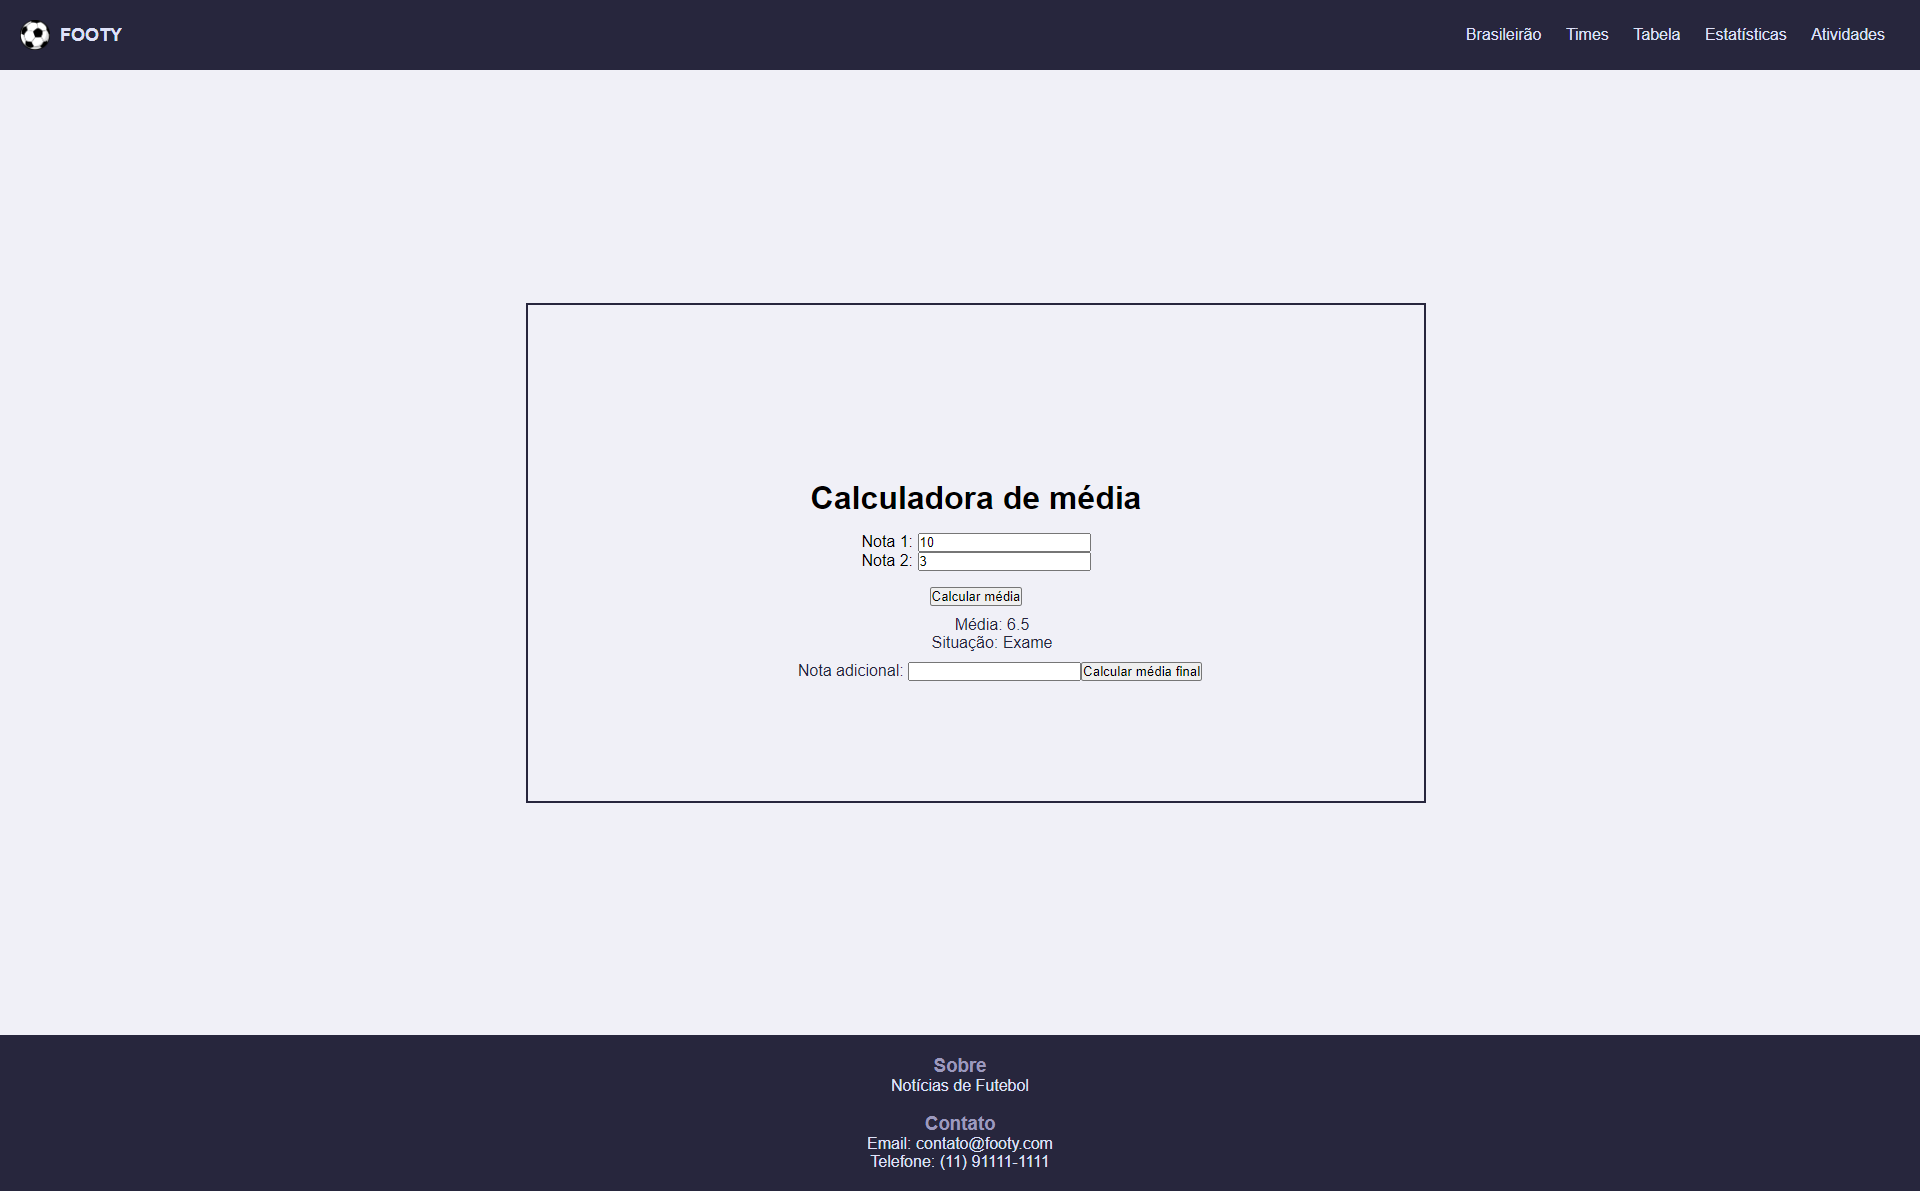 FOOTY
Brasileirão Times Tabela Estatísticas Atividades
Calculadora de média
Nota 1: 10
Nota 2: 3
Calcular média
Média: 6.5
Situação: Exame
Nota adicional: Calcular média final
Sobre
Notícias de Futebol
Contato
Email: contato@footy.com
Telefone: (11) 91111-1111